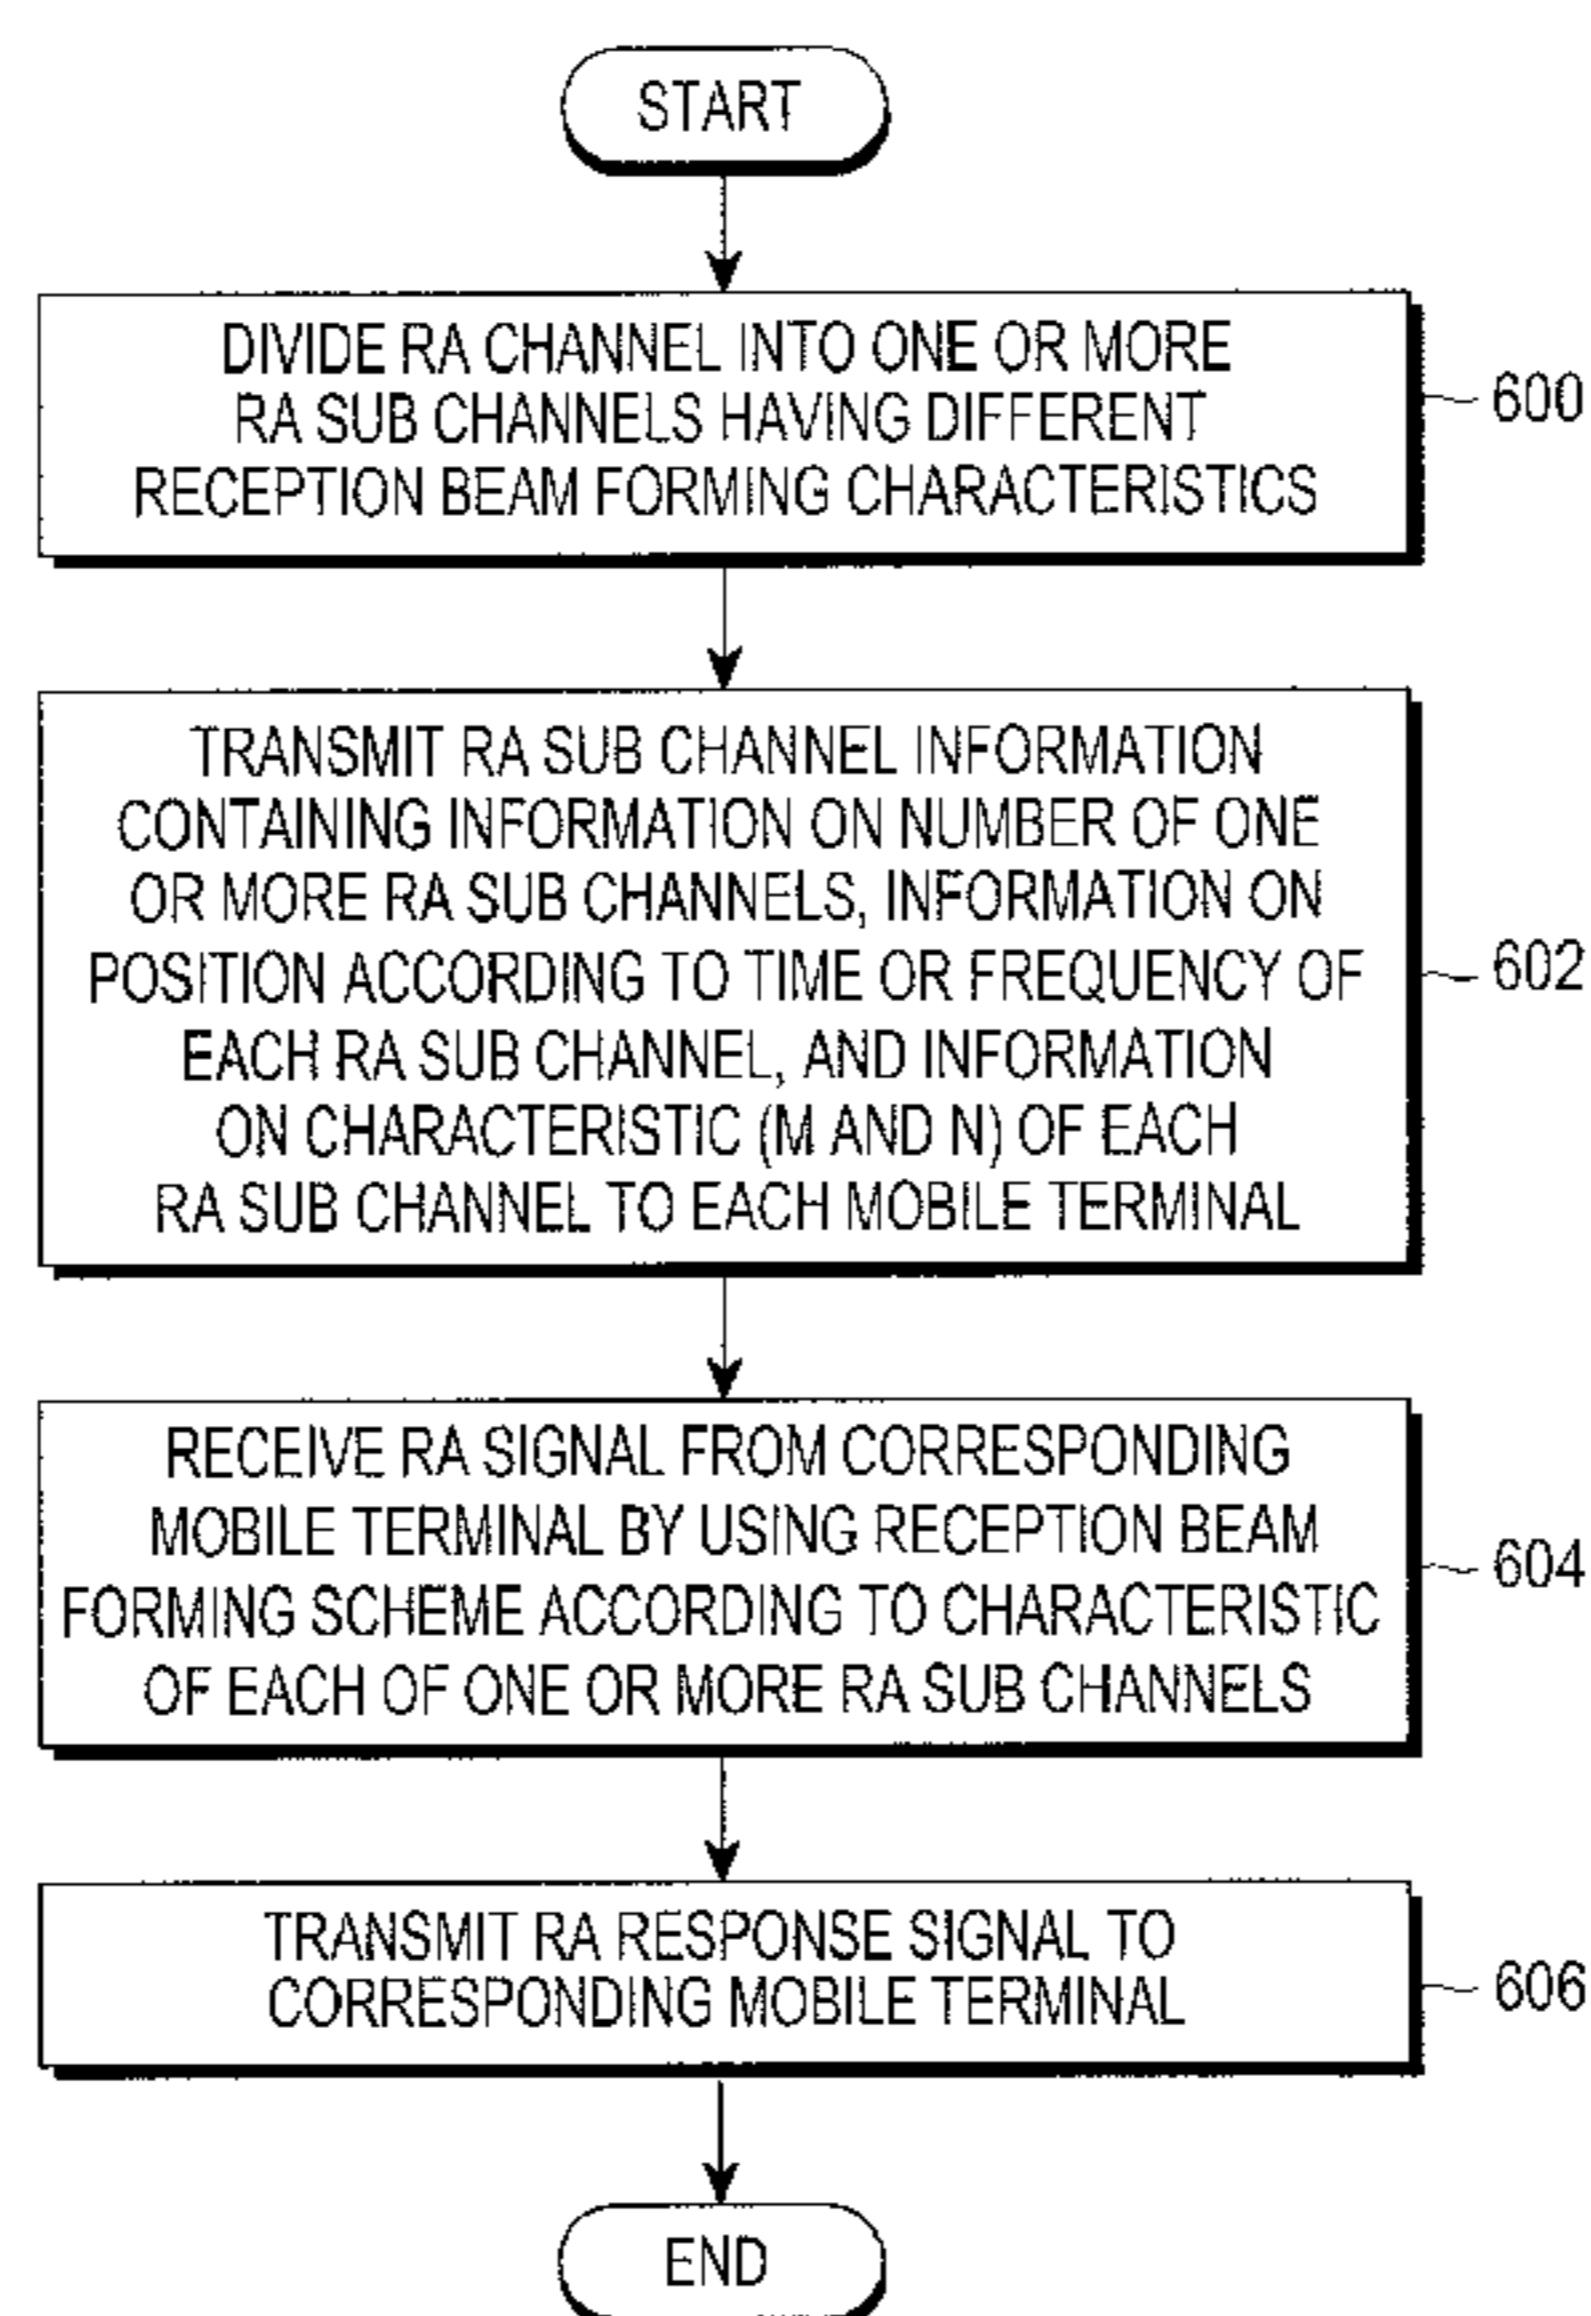 START
DIVIDE RA CHANNEL INTO ONE OR MORE
RA SUB CHANNELS HAVING DIFFERENT
RECEPTION BEAM FORMING CHARACTERISTICS
600
TRANSMIT RA SUB CHANNEL INFORMATION
CONTAINING INFORMATION ON NUMBER OF ONE
OR MORE RA SUB CHANNELS, INFORMATION ON
POSITION ACCORDING TO TIME OR FREQUENCY OF
EACH RA SUB CHANNEL, AND INFORMATION
ON CHARACTERISTIC (M AND N) OF EACH
RA SUB CHANNEL TO EACH MOBILE TERMINAL
602
RECEIVE RA SIGNAL FROM CORRESPONDING
MOBILE TERMINAL BY USING RECEPTION BEAM
FORMING SCHEME ACCORDING TO CHARACTERISTIC
OF EACH OF ONE OR MORE RA SUB CHANNELS
604
TRANSMIT RA RESPONSE SIGNAL TO
CORRESPONDING MOBILE TERMINAL
606
END